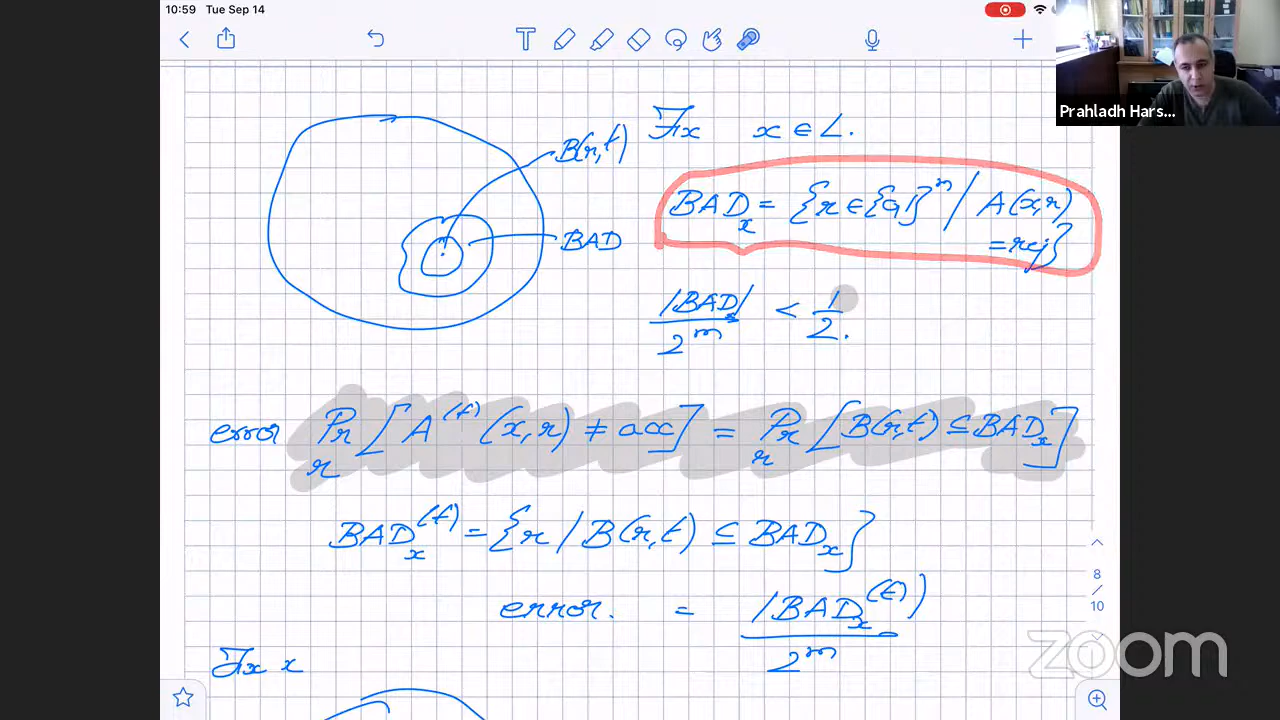 10:59 Tue Sep 14
Prahladh Hars...
Fix x ∈ L.
B(r,t)
BAD_x = {r ∈ {0,1}^m / A(x,r)
= rej}
BAD
|BAD_x| / 2^m < 1/2.
error Pr_r [A^(t)(x,r) ≠ acc] = Pr_r [B(r,t) ⊆ BAD_x]
BAD_x^(t) = {r / B(r,t) ⊆ BAD_x}
error. = |BAD_x^(t)| / 2^m
8 / 10
Fix x
zoom